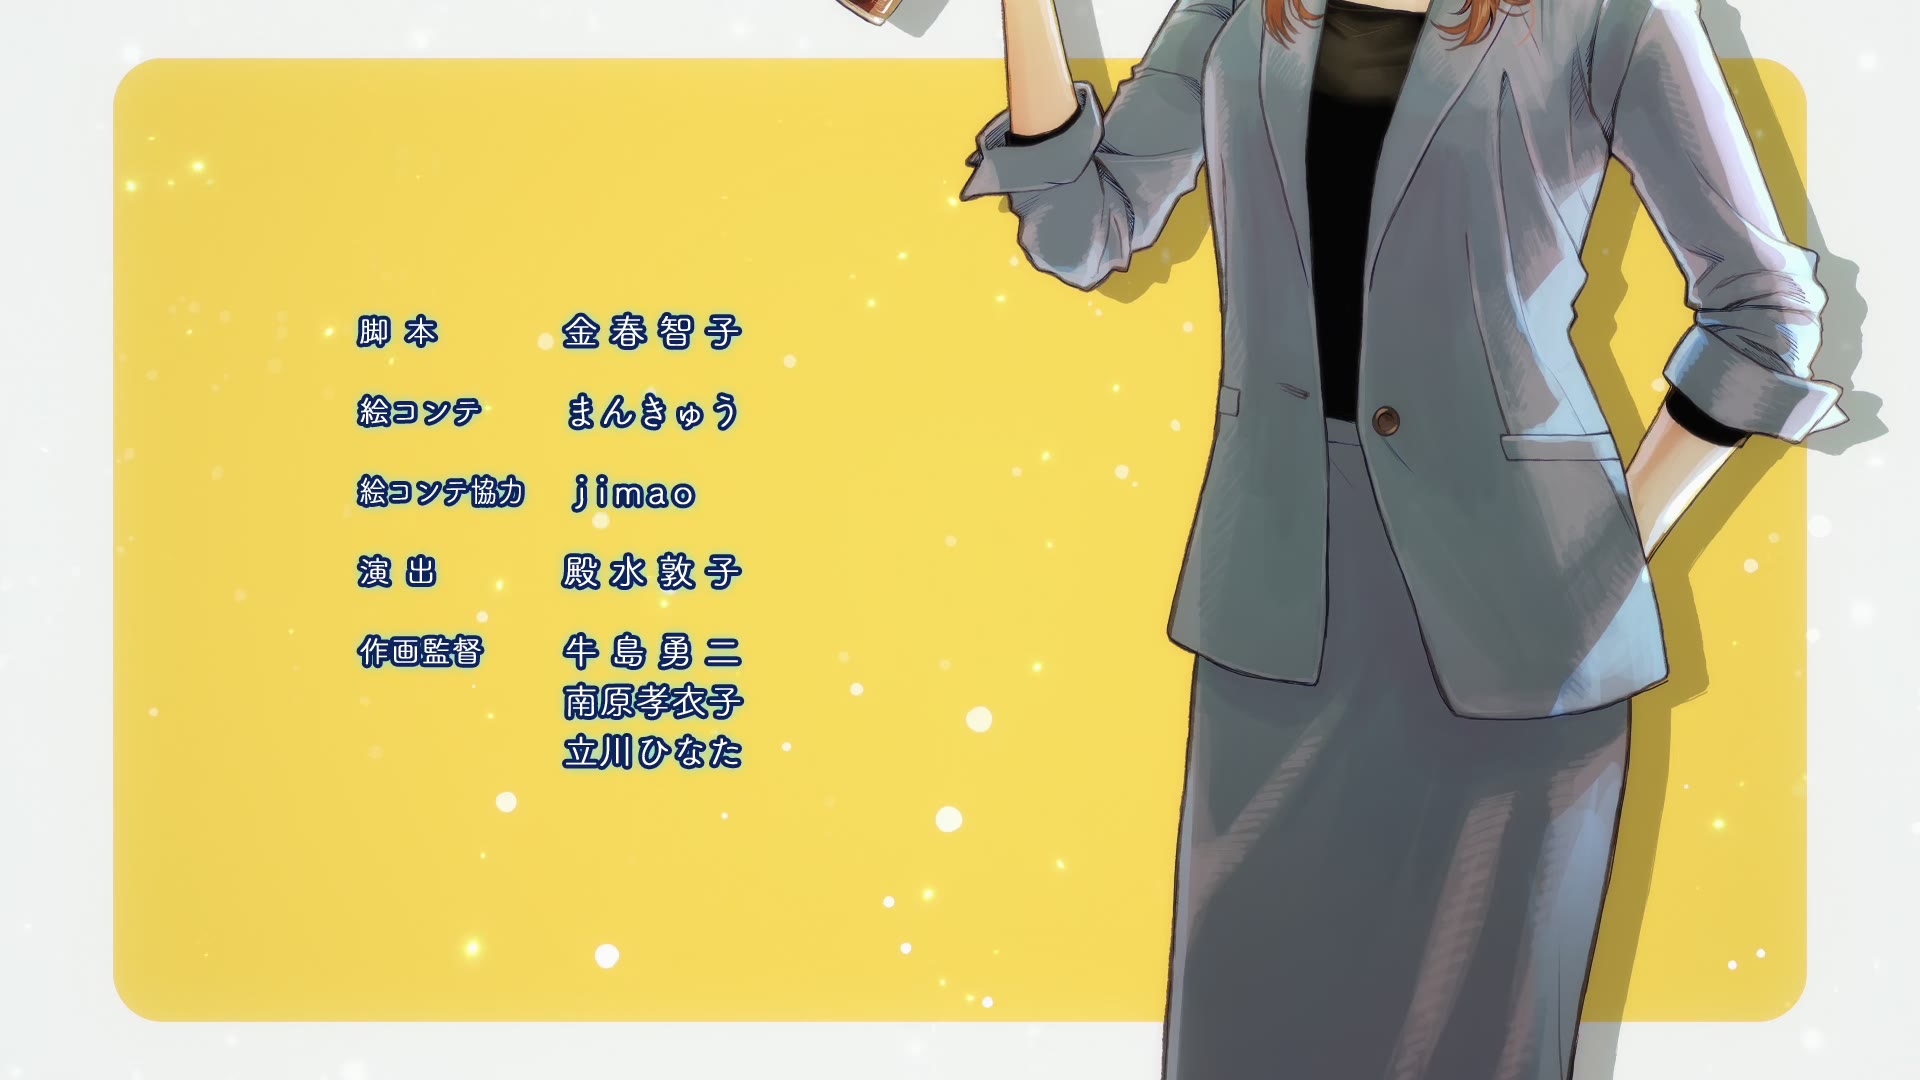 脚本 金春智子
絵コンテ まんきゅう
絵コンテ協力 jimao
演出 殿水敦子
作画監督 牛島勇二
南原孝衣子
立川ひなた